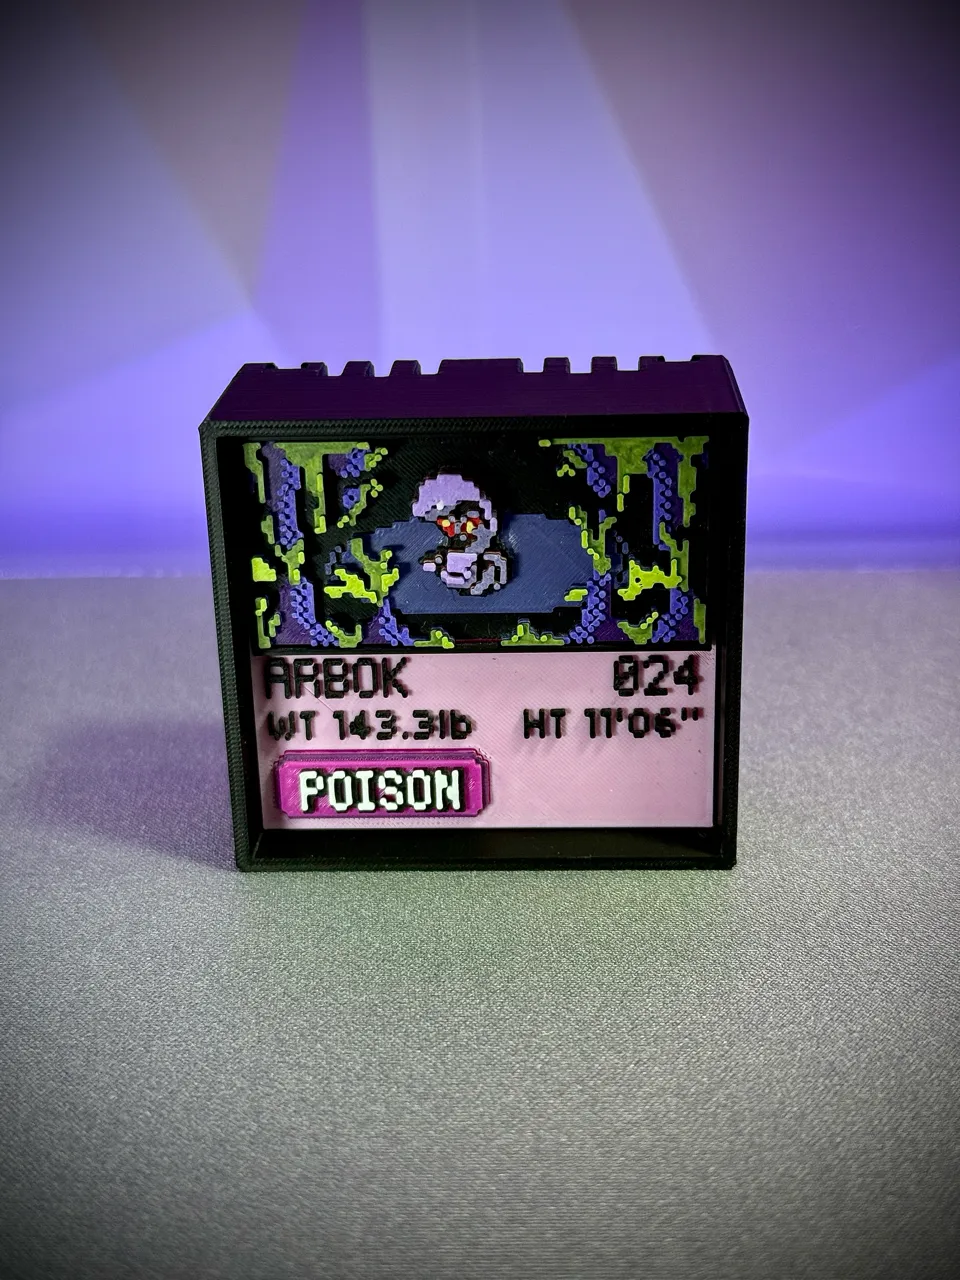 ARBOK 024
WT 143.3lb HT 11'06"
POISON